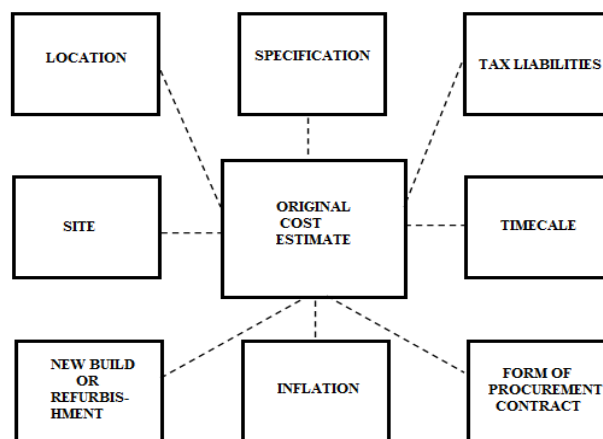 LOCATION
SPECIFICATION
TAX LIABILITIES
SITE
ORIGINAL
COST
ESTIMATE
TIMECALE
NEW BUILD
OR
REFURBIS-
HMENT
INFLATION
FORM OF
PROCUREMENT
CONTRACT